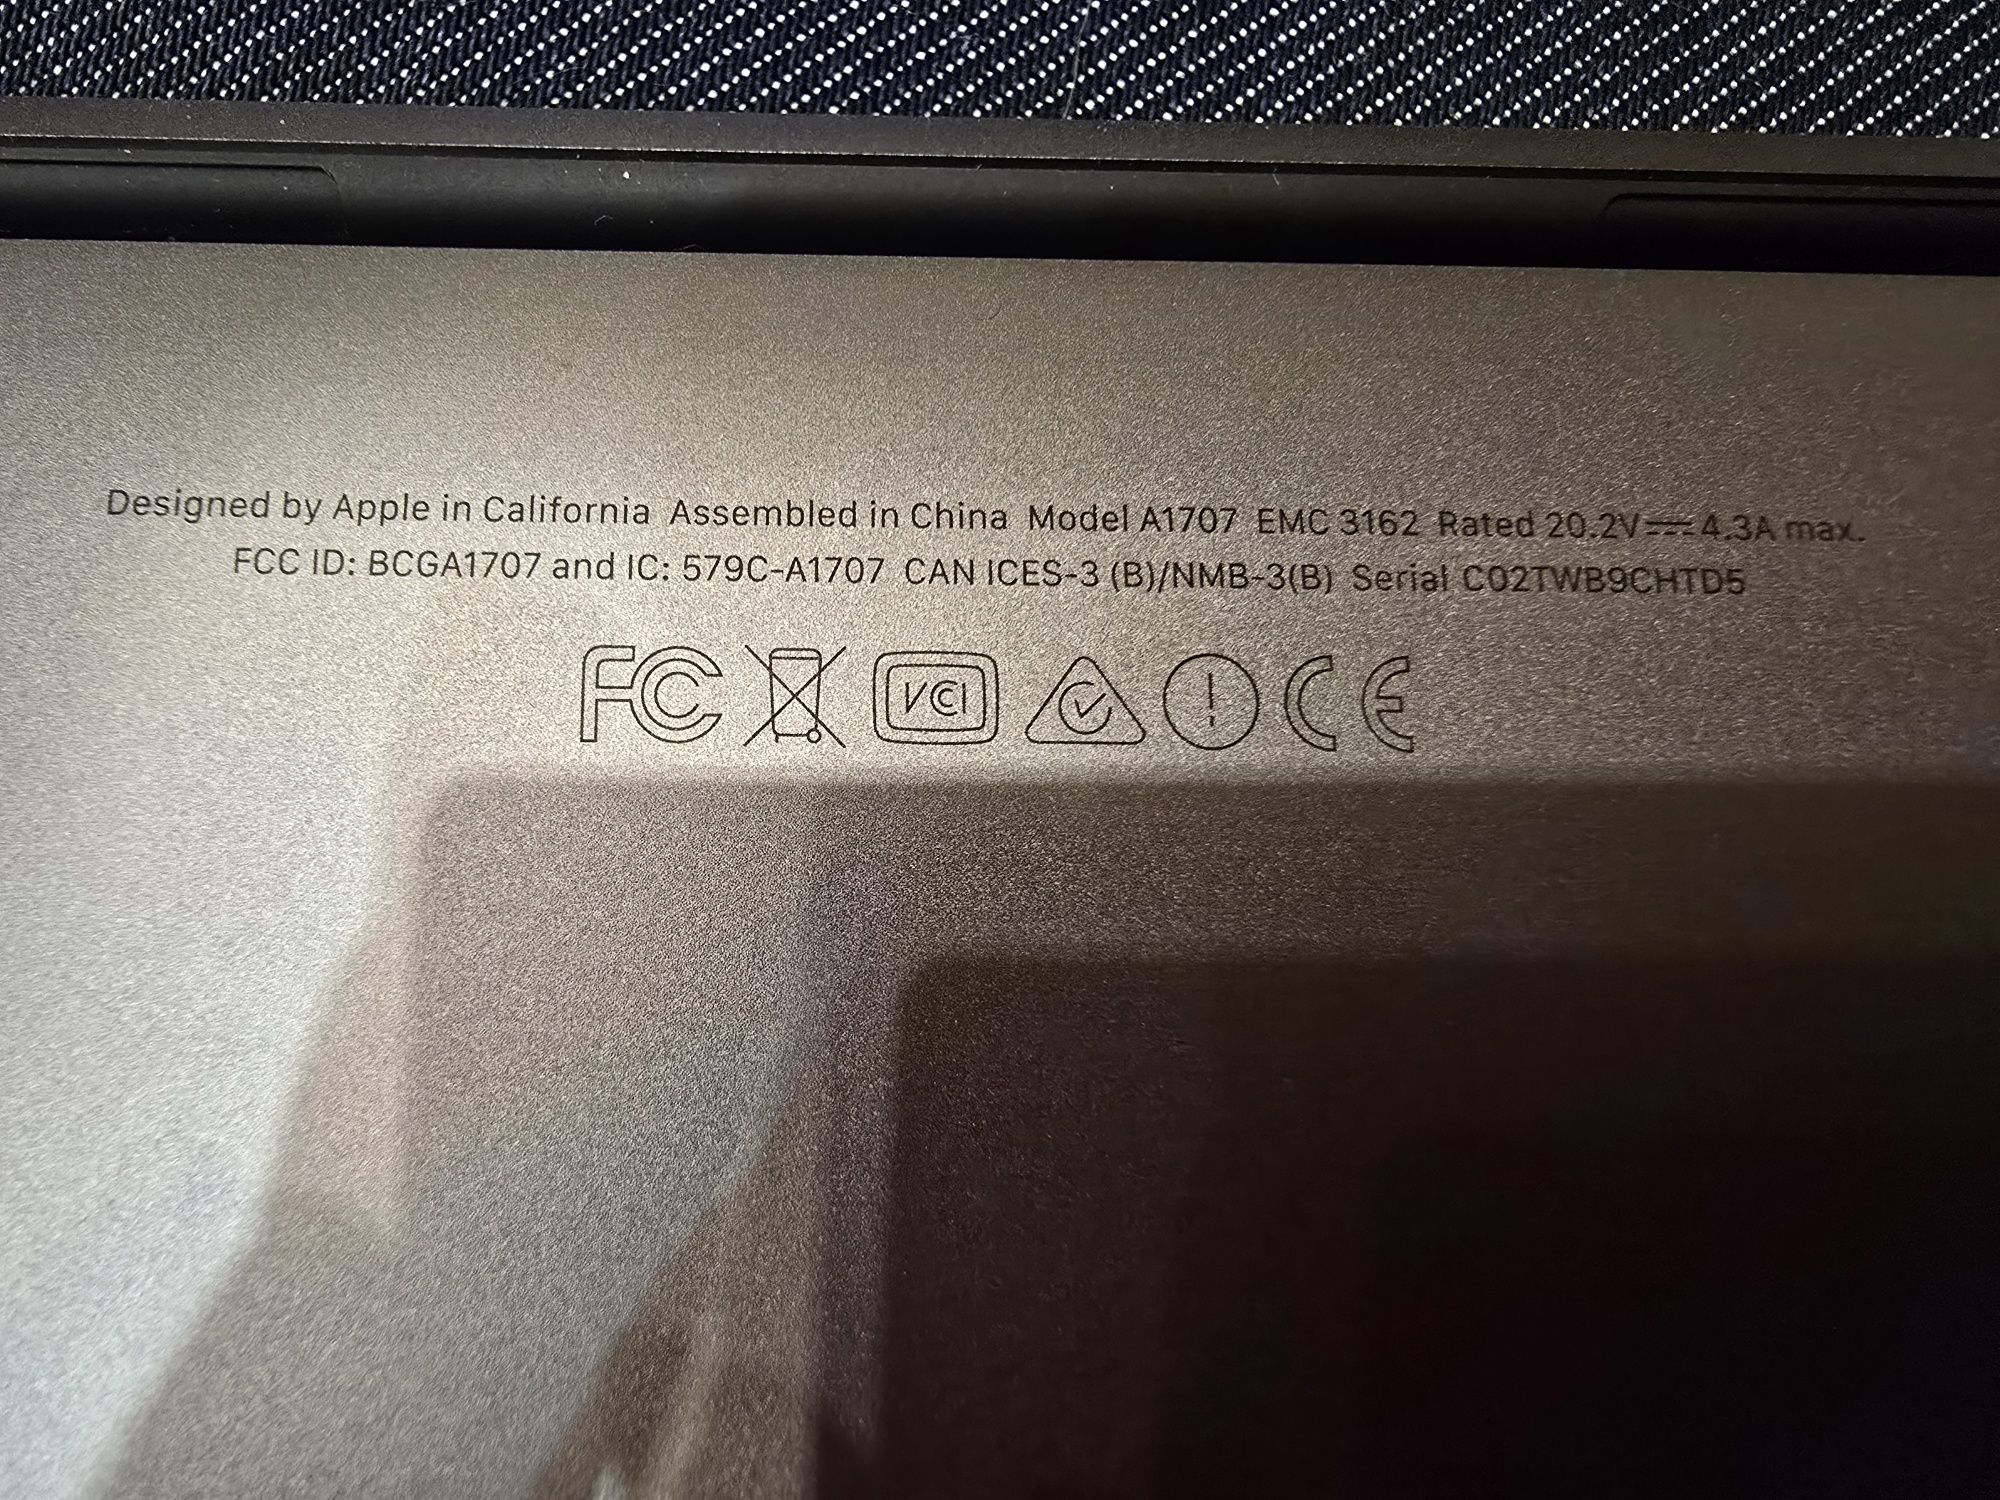 Designed by Apple in California Assembled in China Model A1707 EMC 3162 Rated 20.2V⎓4.3A max.
FCC ID: BCGA1707 and IC: 579C-A1707 CAN ICES-3 (B)/NMB-3(B) Serial C02TWB9CHTD5
FC VCI CE